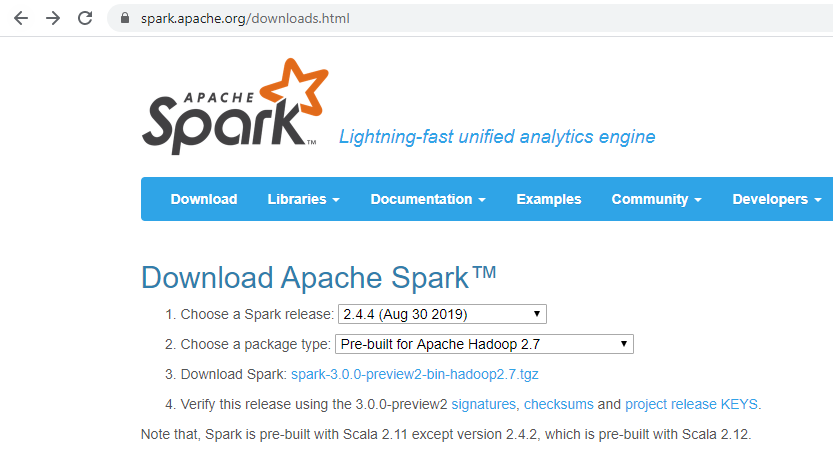 spark.apache.org/downloads.html
APACHE
Spark™
Lightning-fast unified analytics engine
Download Libraries Documentation Examples Community Developers
Download Apache Spark™
1. Choose a Spark release: 2.4.4 (Aug 30 2019)
2. Choose a package type: Pre-built for Apache Hadoop 2.7
3. Download Spark: spark-3.0.0-preview2-bin-hadoop2.7.tgz
4. Verify this release using the 3.0.0-preview2 signatures, checksums and project release KEYS.
Note that, Spark is pre-built with Scala 2.11 except version 2.4.2, which is pre-built with Scala 2.12.